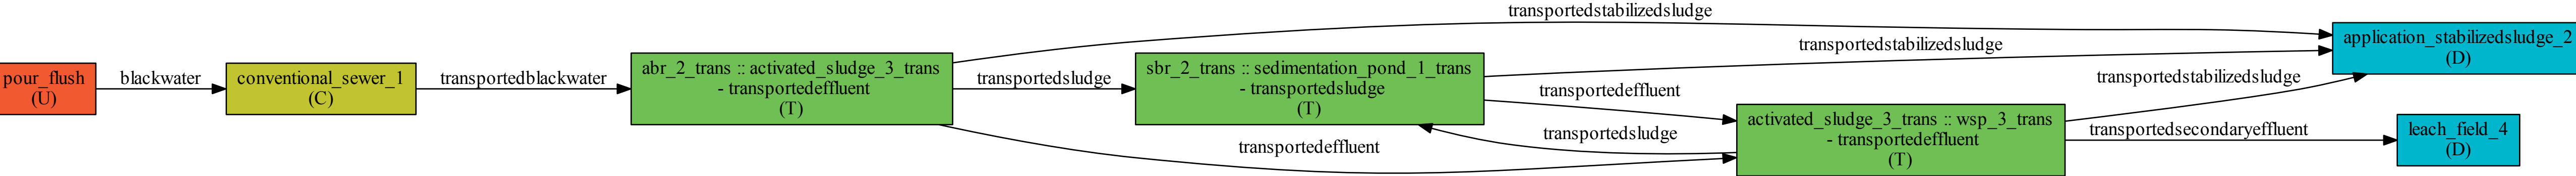 transportedstabilizedsludge
pour_flush
(U)
blackwater
conventional_sewer_1
(C)
transportedblackwater
abr_2_trans :: activated_sludge_3_trans
- transportedeffluent
(T)
transportedsludge
sbr_2_trans :: sedimentation_pond_1_trans
- transportedsludge
(T)
transportedstabilizedsludge
transportedeffluent
transportedsludge
transportedeffluent
activated_sludge_3_trans :: wsp_3_trans
- transportedeffluent
(T)
transportedstabilizedsludge
transportedsecondaryeffluent
application_stabilizedsludge_2
(D)
leach_field_4
(D)